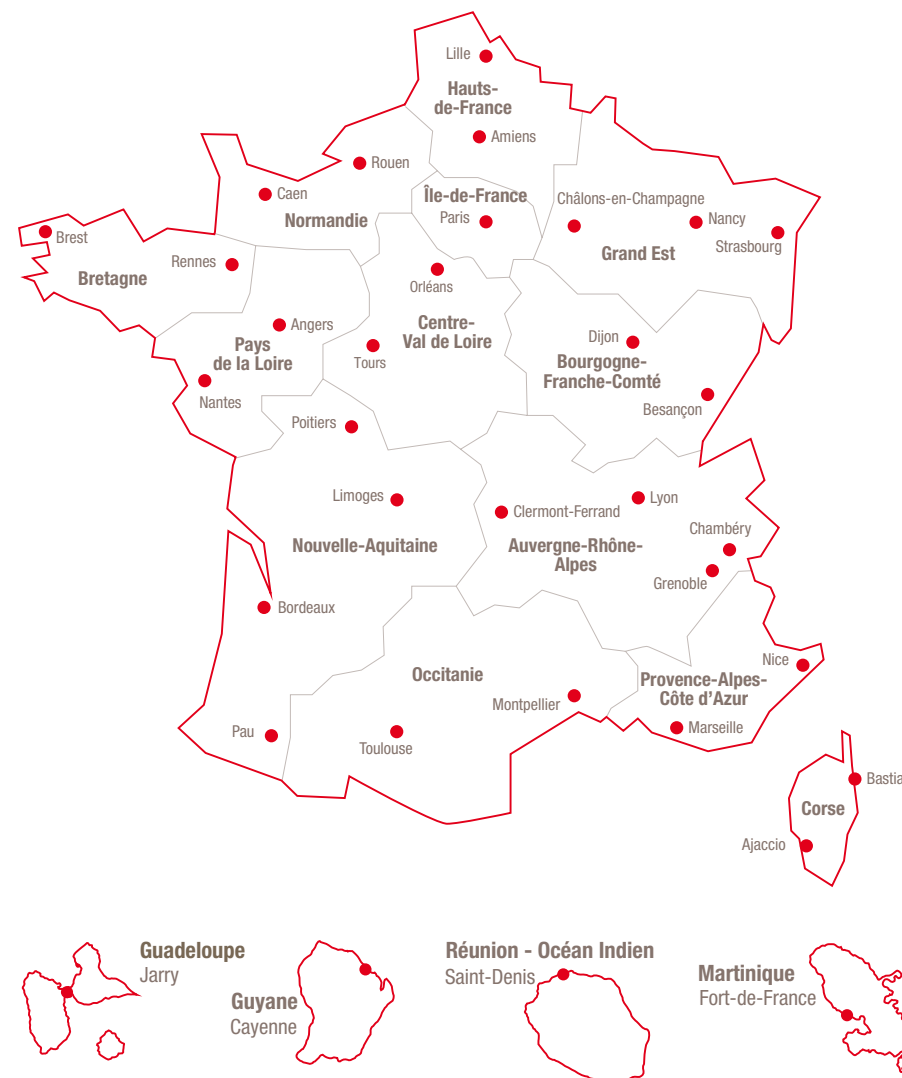 Lille
Hauts-
de-France
Amiens
Rouen
Caen
Normandie
Île-de-France
Paris
Châlons-en-Champagne
Nancy
Strasbourg
Grand Est
Brest
Rennes
Bretagne
Orléans
Angers
Pays
de la Loire
Nantes
Centre-
Val de Loire
Tours
Dijon
Bourgogne-
Franche-Comté
Besançon
Poitiers
Limoges
Nouvelle-Aquitaine
Clermont-Ferrand
Lyon
Chambéry
Auvergne-Rhône-
Alpes
Grenoble
Bordeaux
Occitanie
Nice
Provence-Alpes-
Côte d'Azur
Montpellier
Marseille
Pau
Toulouse
Bastia
Corse
Ajaccio
Guadeloupe
Jarry
Guyane
Cayenne
Réunion - Océan Indien
Saint-Denis
Martinique
Fort-de-France